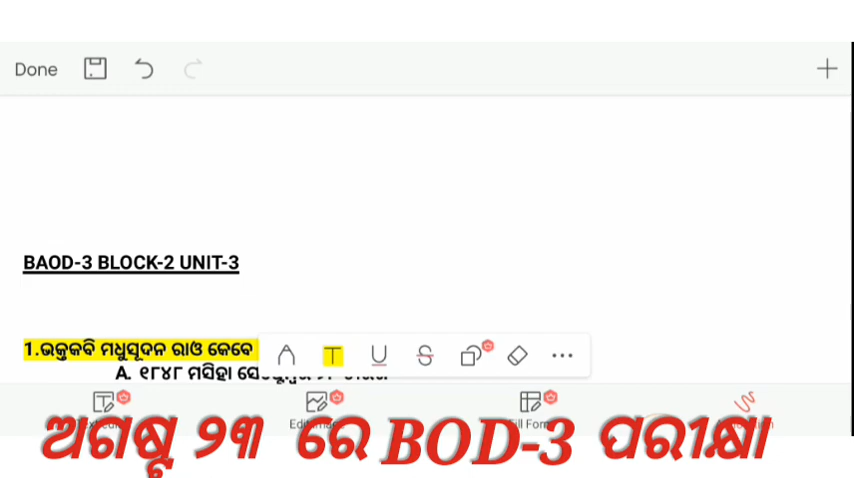 Done
BAOD-3 BLOCK-2 UNIT-3
1.ଭକ୍ତକବି ମଧୁସୂଦନ ରାଓ କେବେ
A. ୧୮୪୮ ମସିହା
ଅଗଷ୍ଟ ୨୩ ରେ BOD-3 ପରୀକ୍ଷା